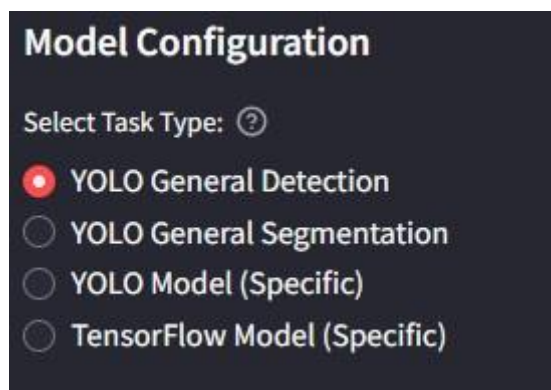 Model Configuration
Select Task Type: ?
YOLO General Detection
YOLO General Segmentation
YOLO Model (Specific)
TensorFlow Model (Specific)